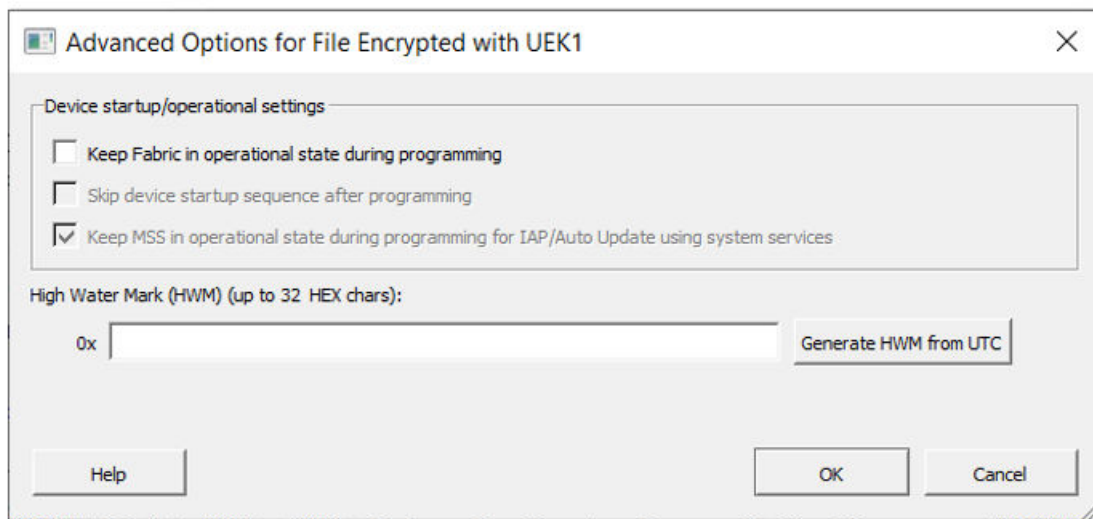 Advanced Options for File Encrypted with UEK1
Device startup/operational settings
Keep Fabric in operational state during programming
Skip device startup sequence after programming
Keep MSS in operational state during programming for IAP/Auto Update using system services
High Water Mark (HWM) (up to 32 HEX chars):
0x
Generate HWM from UTC
Help
OK
Cancel